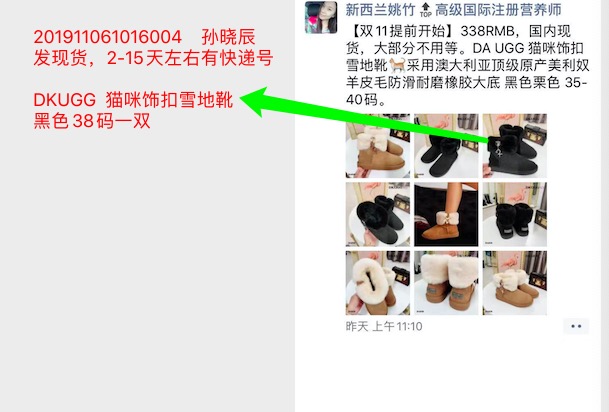 201911061016004 孙晓辰
发现货，2-15天左右有快递号
DKUGG 猫咪饰扣雪地靴
黑色38码一双
新西兰姚竹🔝高级国际注册营养师
【双11提前开始】338RMB，国内现
货，大部分不用等。DA UGG 猫咪饰扣
雪地靴🐈采用澳大利亚顶级原产美利奴
羊皮毛防滑耐磨橡胶大底 黑色栗色 35-
40码。
昨天 上午11:10